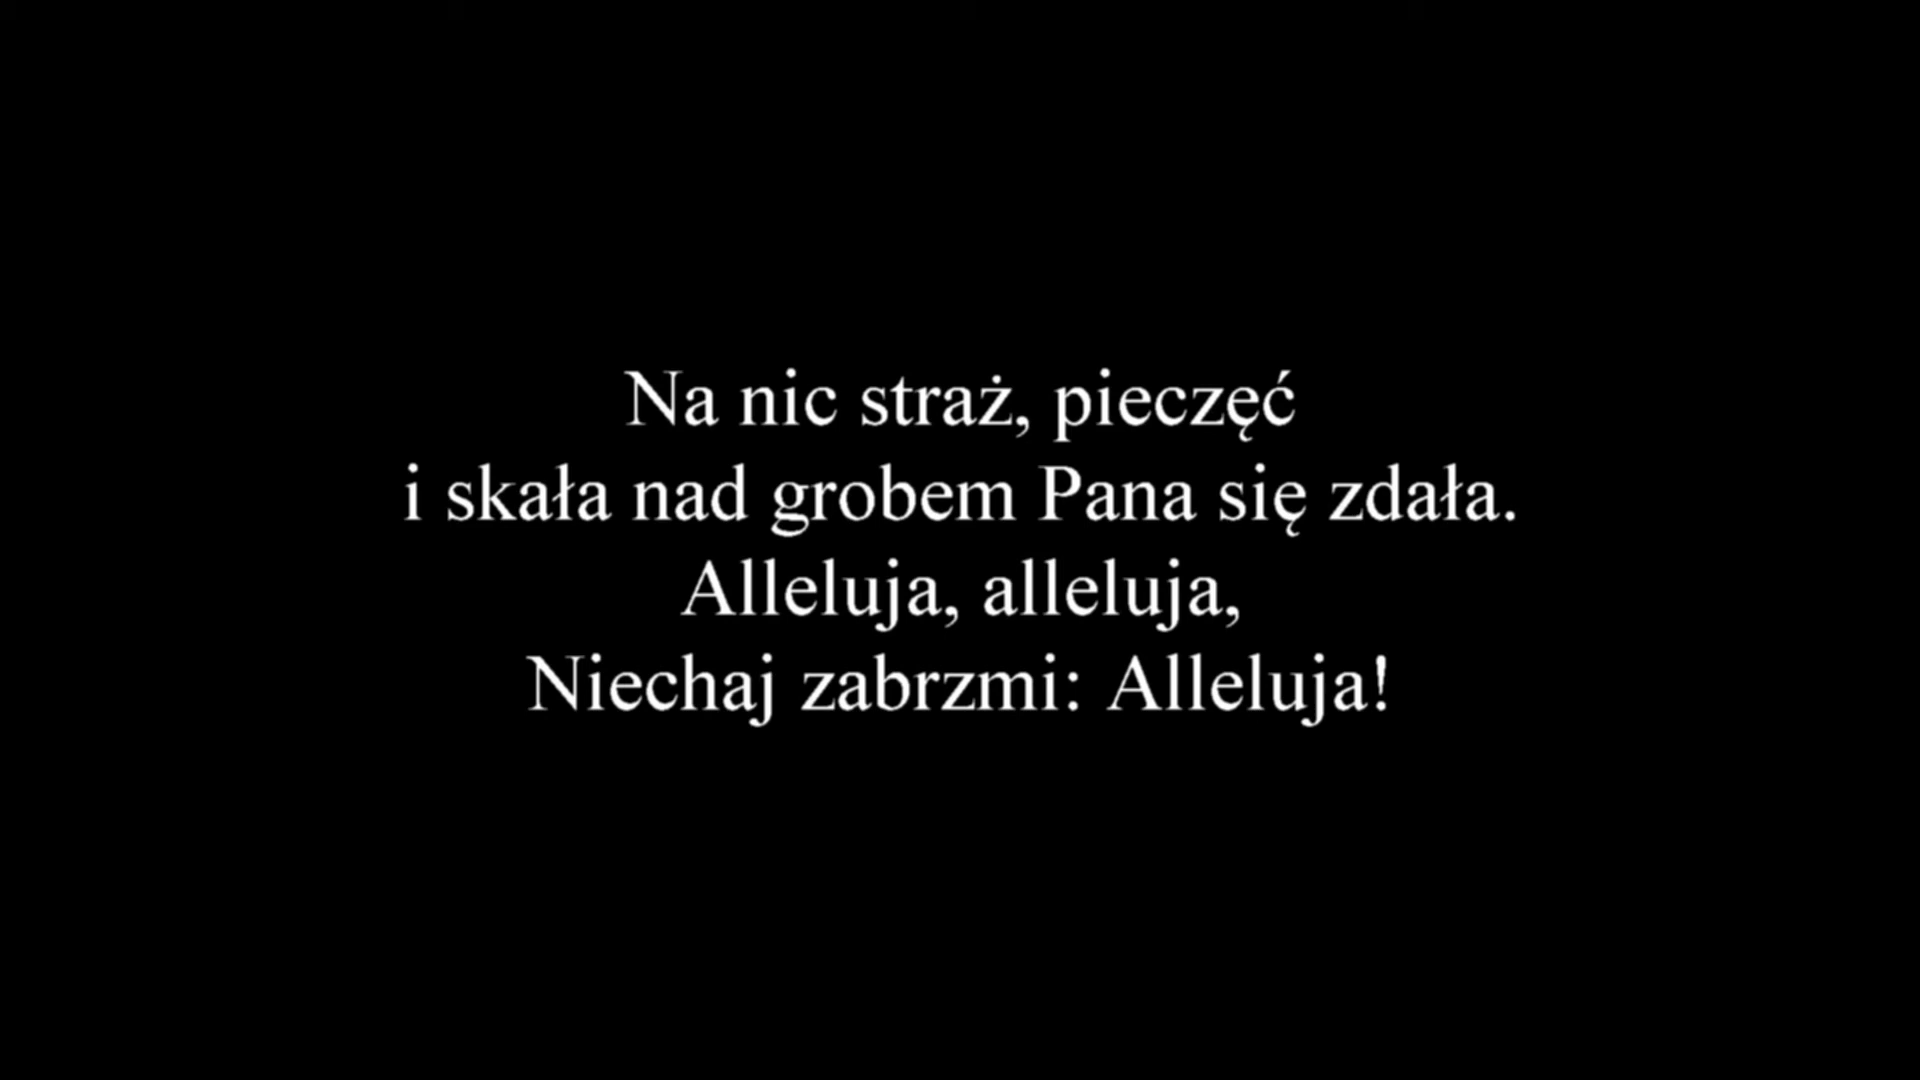 Na nic straż, pieczęć
i skała nad grobem Pana się zdała.
Alleluja, alleluja,
Niechaj zabrzmi: Alleluja!